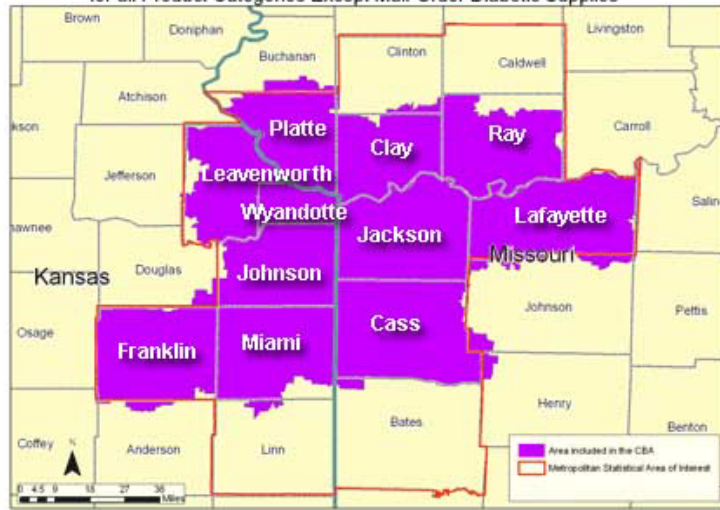 for all Product Categories Except Mail Order Diabetic Supplies
Brown
Doniphan
Buchanan
Clinton
Caldwell
Livingston
Atchison
Platte
Clay
Ray
Carroll
Jefferson
Leavenworth
Wyandotte
Jackson
Lafayette
Salin
awnee
Missouri
Kansas
Douglas
Johnson
Cass
Johnson
Pettis
Osage
Franklin
Miami
Bates
Henry
Benton
Coffey
Anderson
Linn
N
0 4.5 9 18 27 36
Miles
Area included in the CBA
Metropolitan Statistical Area of Interest